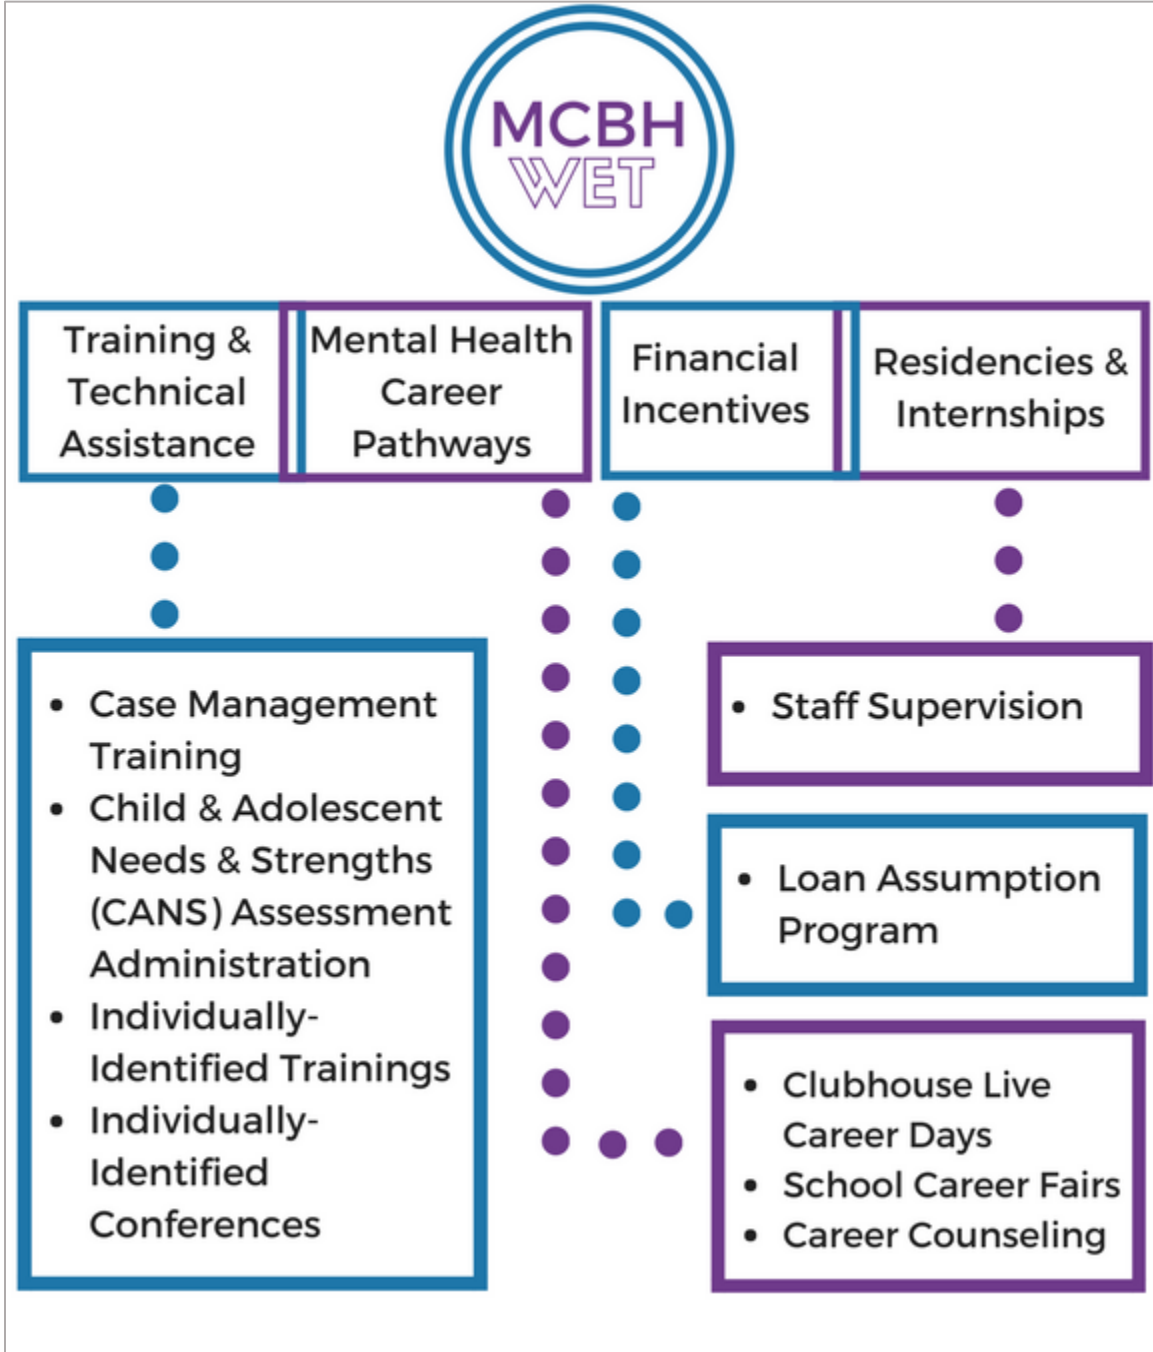 MCBH
WET
Training &
Technical
Assistance
Mental Health
Career
Pathways
Financial
Incentives
Residencies &
Internships
• Case Management
Training
• Child & Adolescent
Needs & Strengths
(CANS) Assessment
Administration
• Individually-
Identified Trainings
• Individually-
Identified
Conferences
• Staff Supervision
• Loan Assumption
Program
• Clubhouse Live
Career Days
• School Career Fairs
• Career Counseling